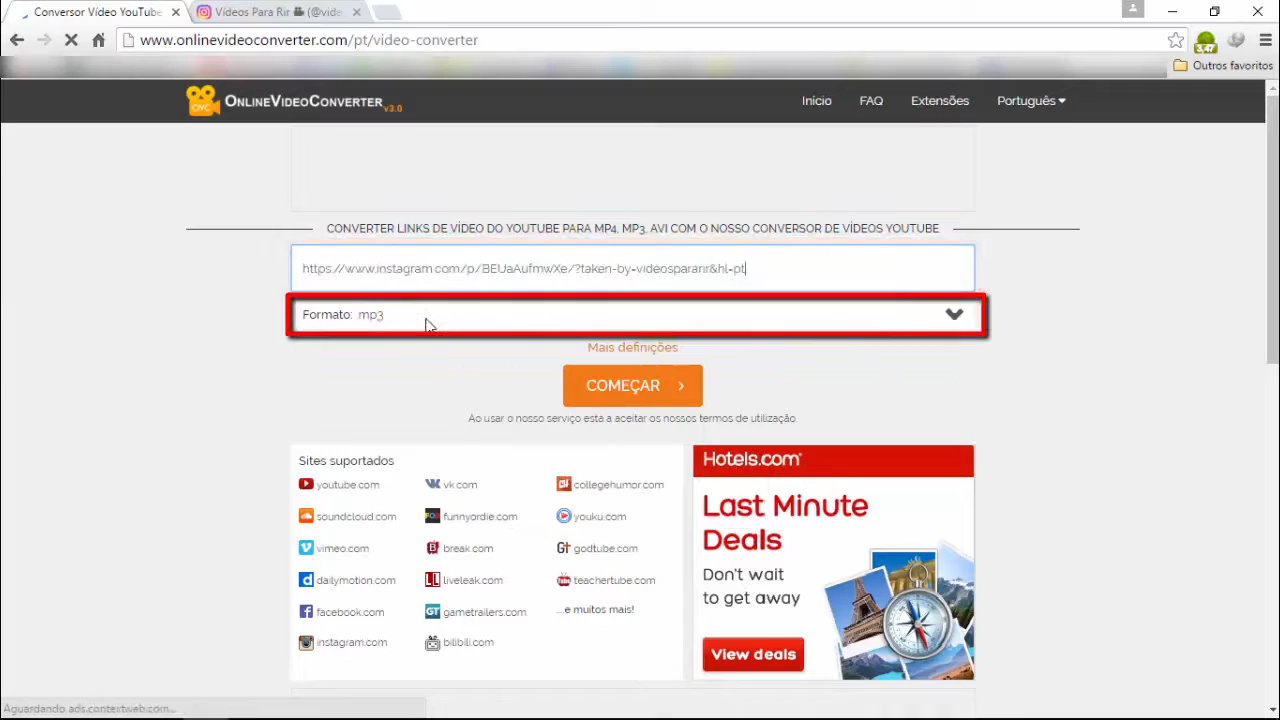 Conversor Vídeo YouTube
Vídeos Para Rir 🎥 (@vide
www.onlinevideoconverter.com/pt/video-converter
3.47
Outros favoritos
OVC
ONLINEVIDEOCONVERTER v3.0
Início
FAQ
Extensões
Português
CONVERTER LINKS DE VÍDEO DO YOUTUBE PARA MP4, MP3, AVI COM O NOSSO CONVERSOR DE VÍDEOS YOUTUBE
https://www.instagram.com/p/BEUaAufmwXe/?taken-by=videospararir&hl=pt
Formato: .mp3
Mais definições
COMEÇAR
Ao usar o nosso serviço está a aceitar os nossos termos de utilização.
Sites suportados
youtube.com
vk.com
collegehumor.com
soundcloud.com
funnyordie.com
youku.com
vimeo.com
break.com
godtube.com
dailymotion.com
liveleak.com
teachertube.com
facebook.com
gametrailers.com
...e muitos mais!
instagram.com
bilibili.com
Hotels.com
Last Minute
Deals
Don't wait
to get away
View deals
Aguardando ads.contextweb.com...